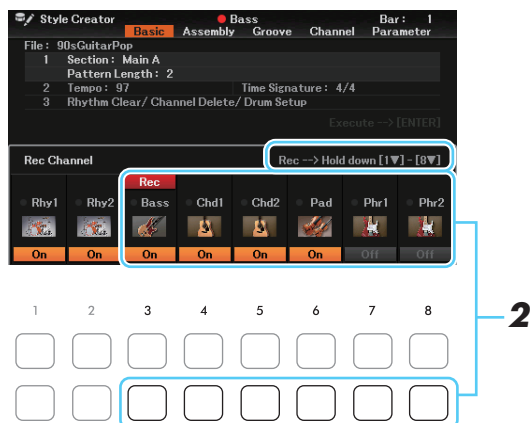 Style Creator Bass Bar: 1
Basic Assembly Groove Channel Parameter
File: 90sGuitarPop
1 Section: Main A
Pattern Length: 2
2 Tempo: 97 Time Signature: 4/4
3 Rhythm Clear/ Channel Delete/ Drum Setup
Execute-->[ENTER]
Rec Channel Rec --> Hold down [1▼] - [8▼]
Rec
Rhy1 Rhy2 Bass Chd1 Chd2 Pad Phr1 Phr2
On On On On On On Off Off
1 2 3 4 5 6 7 8
2